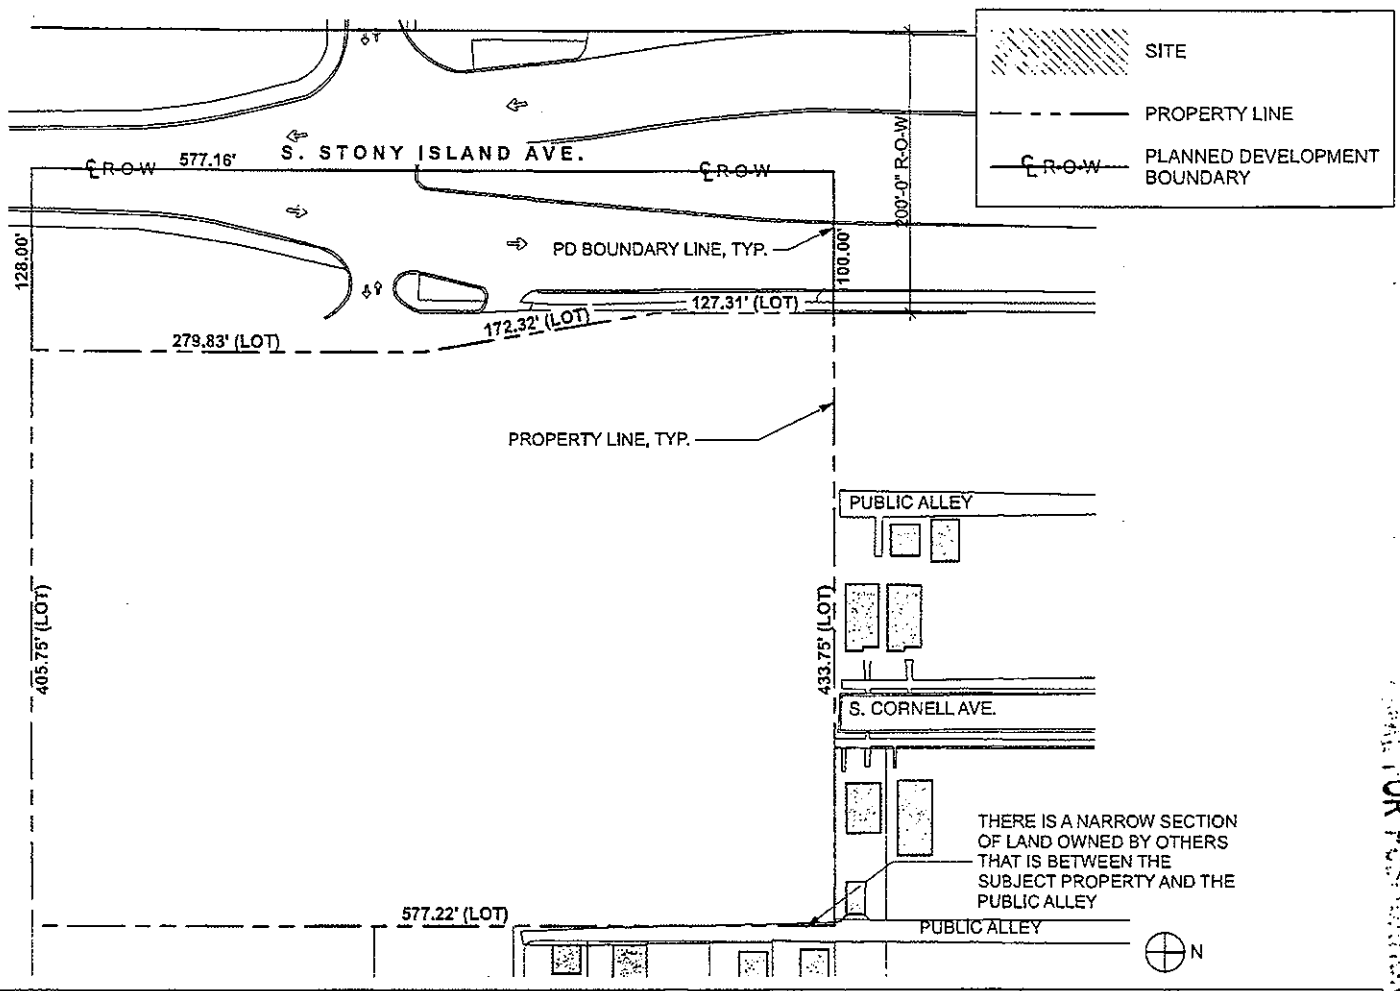 SITE
PROPERTY LINE
℄ R-O-W
PLANNED DEVELOPMENT
BOUNDARY
200'-0" R-O-W
℄ R-O-W
577.16'
S. STONY ISLAND AVE.
℄ R-O-W
128.00'
PD BOUNDARY LINE, TYP.
100.00'
127.31' (LOT)
172.32' (LOT)
279.83' (LOT)
PROPERTY LINE, TYP.
PUBLIC ALLEY
405.75' (LOT)
433.75' (LOT)
S. CORNELL AVE.
THERE IS A NARROW SECTION
OF LAND OWNED BY OTHERS
THAT IS BETWEEN THE
SUBJECT PROPERTY AND THE
PUBLIC ALLEY
577.22' (LOT)
PUBLIC ALLEY
N